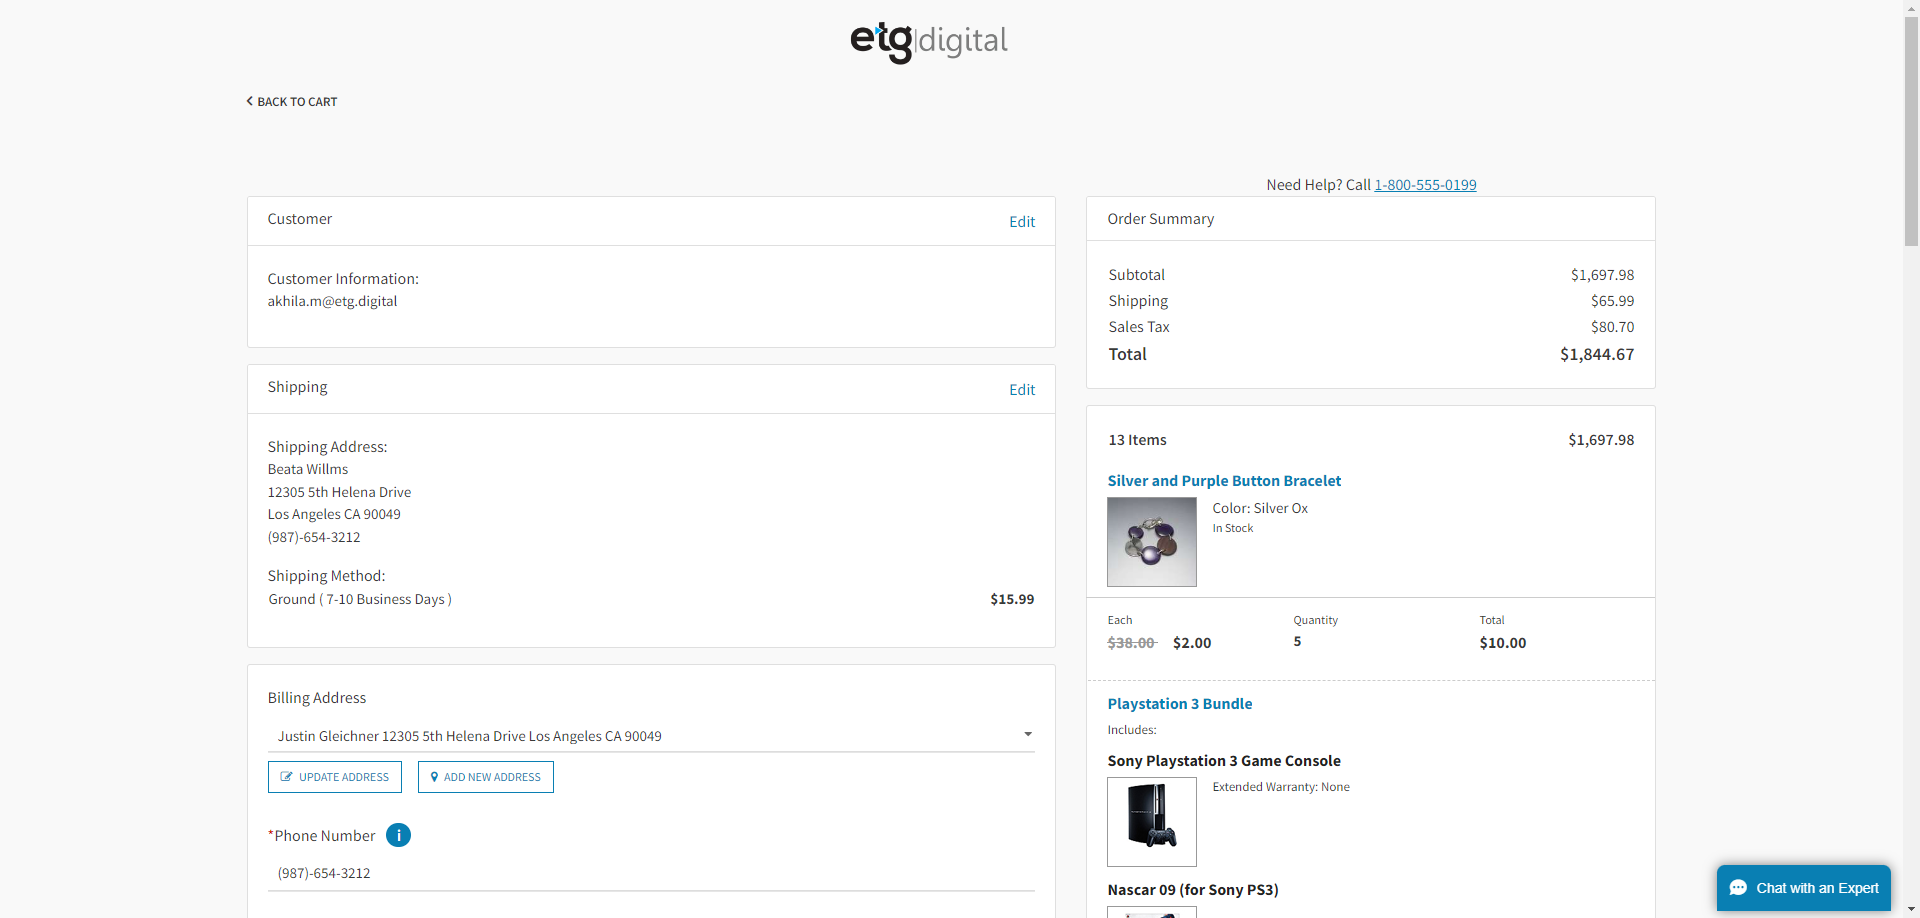 etg|digital
BACK TO CART
Need Help? Call 1-800-555-0199
Customer
Edit
Customer Information:
akhila.m@etg.digital
Shipping
Edit
Shipping Address:
Beata Willms
12305 5th Helena Drive
Los Angeles CA 90049
(987)-654-3212
Shipping Method:
Ground ( 7-10 Business Days )
$15.99
Billing Address
Justin Gleichner 12305 5th Helena Drive Los Angeles CA 90049
UPDATE ADDRESS
ADD NEW ADDRESS
*Phone Number i
(987)-654-3212
Order Summary
Subtotal $1,697.98
Shipping $65.99
Sales Tax $80.70
Total $1,844.67
13 Items $1,697.98
Silver and Purple Button Bracelet
Color: Silver Ox
In Stock
Each Quantity Total
$38.00 $2.00 5 $10.00
Playstation 3 Bundle
Includes:
Sony Playstation 3 Game Console
Extended Warranty: None
Nascar 09 (for Sony PS3)
Chat with an Expert